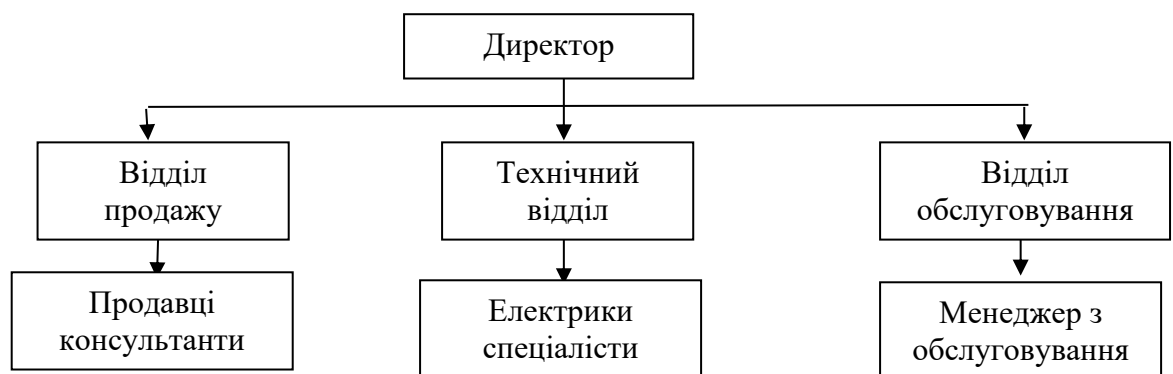 Директор
Відділ
продажу
Технічний
відділ
Відділ
обслуговування
Продавці
консультанти
Електрики
спеціалісти
Менеджер з
обслуговування